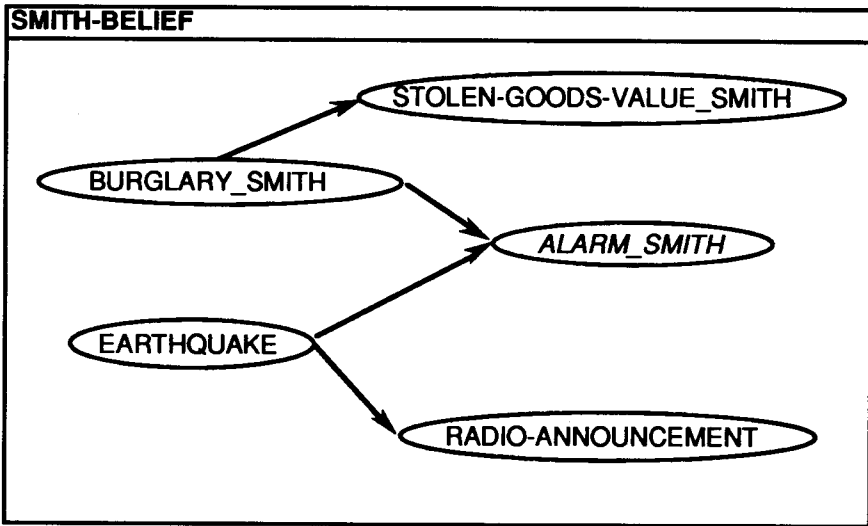 SMITH-BELIEF
STOLEN-GOODS-VALUE_SMITH
BURGLARY_SMITH
ALARM_SMITH
EARTHQUAKE
RADIO-ANNOUNCEMENT